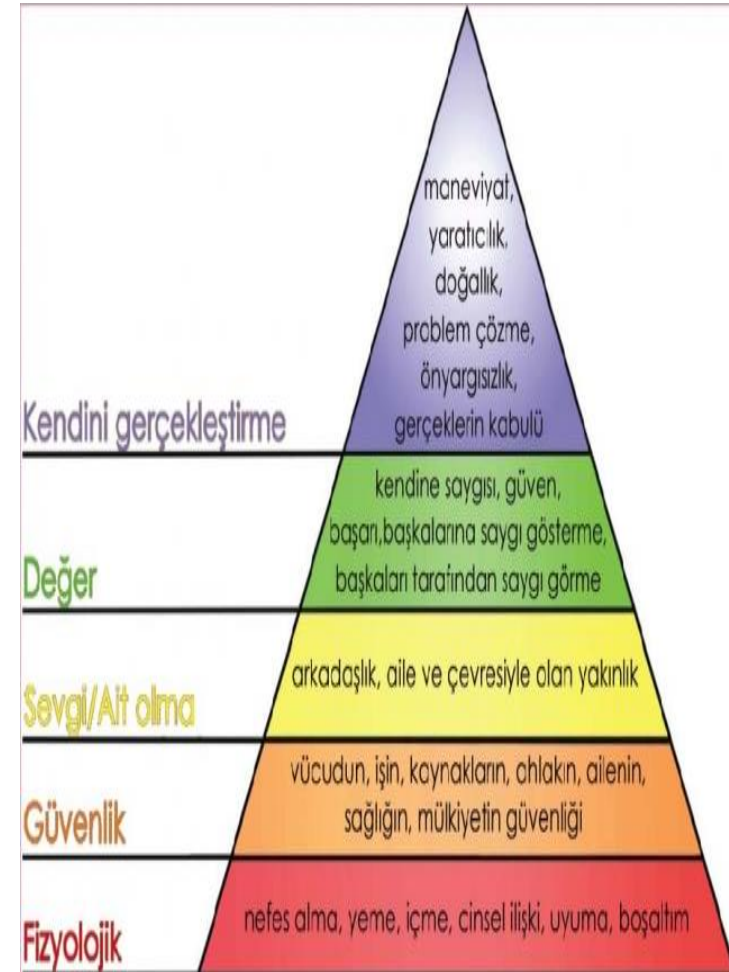 maneviyat,
yaratıcılık,
doğallık,
problem çözme,
önyargısızlık,
gerçeklerin kabulü
Kendini gerçekleştirme
kendine saygısı, güven,
başarı,başkalarına saygı gösterme,
başkaları tarafından saygı görme
Değer
arkadaşlık, aile ve çevresiyle olan yakınlık
Sevgi/Ait olma
vücudun, işin, kaynakların, ahlakın, ailenin,
sağlığın, mülkiyetin güvenliği
Güvenlik
nefes alma, yeme, içme, cinsel ilişki, uyuma, boşaltım
Fizyolojik